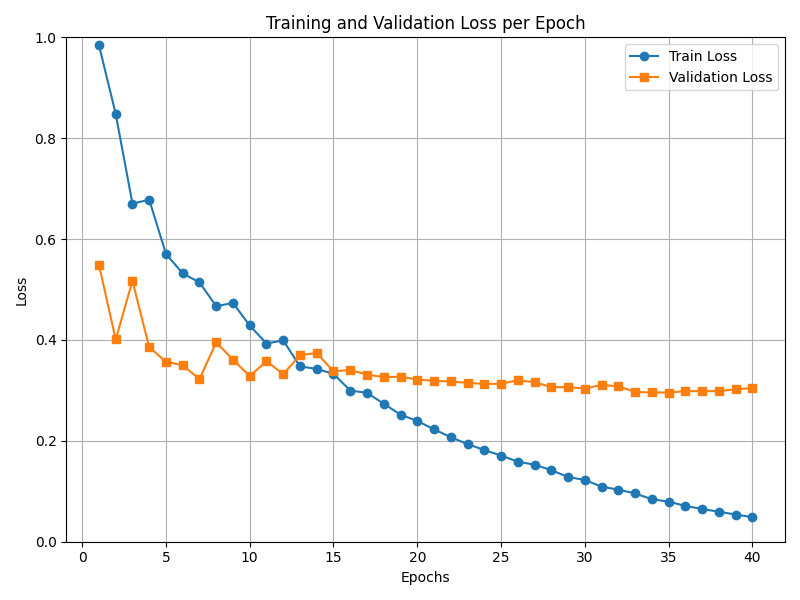 Training and Validation Loss per Epoch
Train Loss
Validation Loss
1.0
0.8
0.6
0.4
0.2
0.0
Loss
0 5 10 15 20 25 30 35 40
Epochs